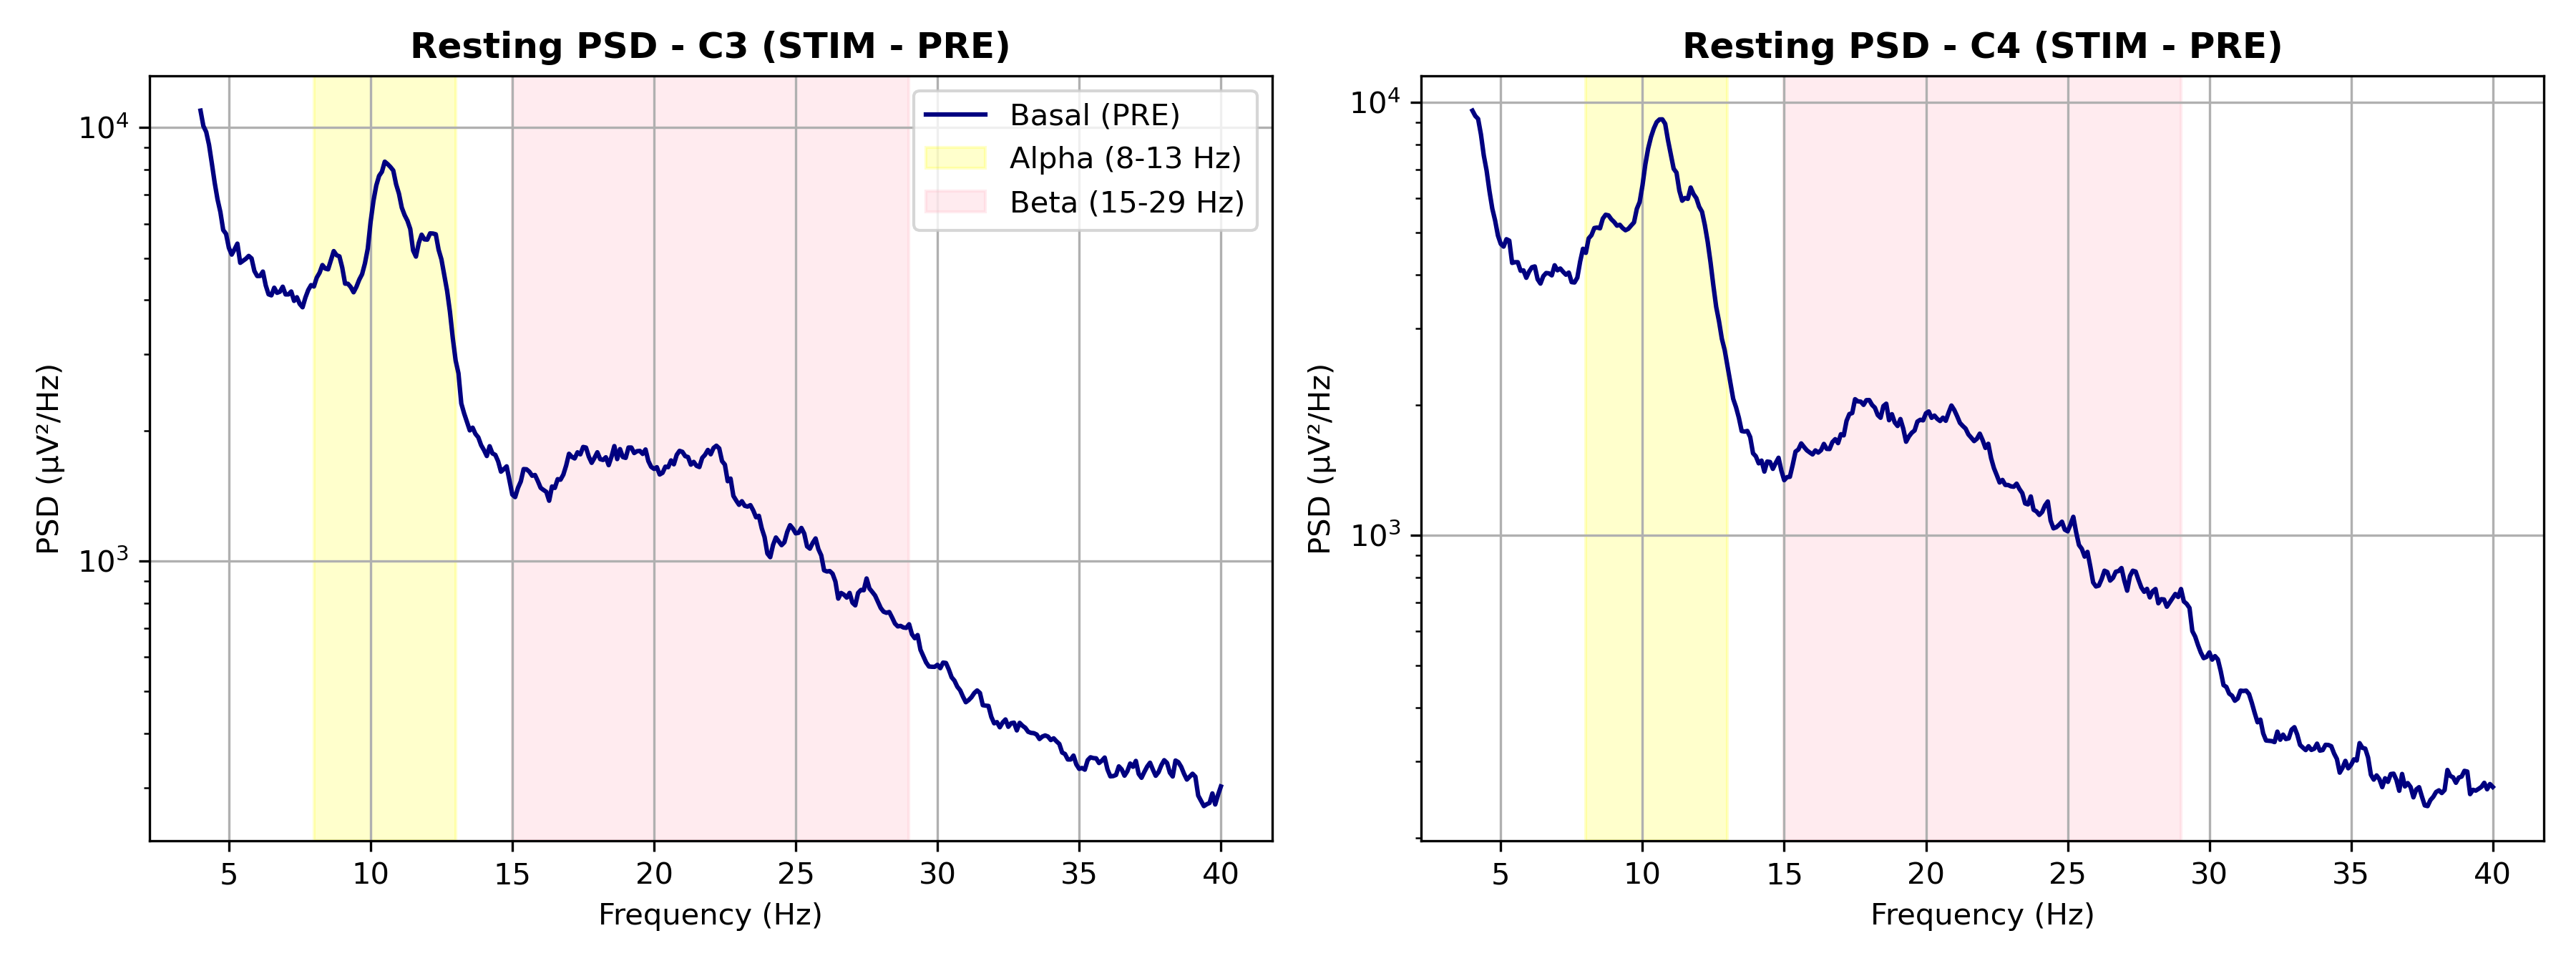 Resting PSD - C3 (STIM - PRE)
PSD (µV²/Hz)
10⁴
10³
Basal (PRE)
Alpha (8-13 Hz)
Beta (15-29 Hz)
5 10 15 20 25 30 35 40
Frequency (Hz)
Resting PSD - C4 (STIM - PRE)
PSD (µV²/Hz)
10⁴
10³
5 10 15 20 25 30 35 40
Frequency (Hz)